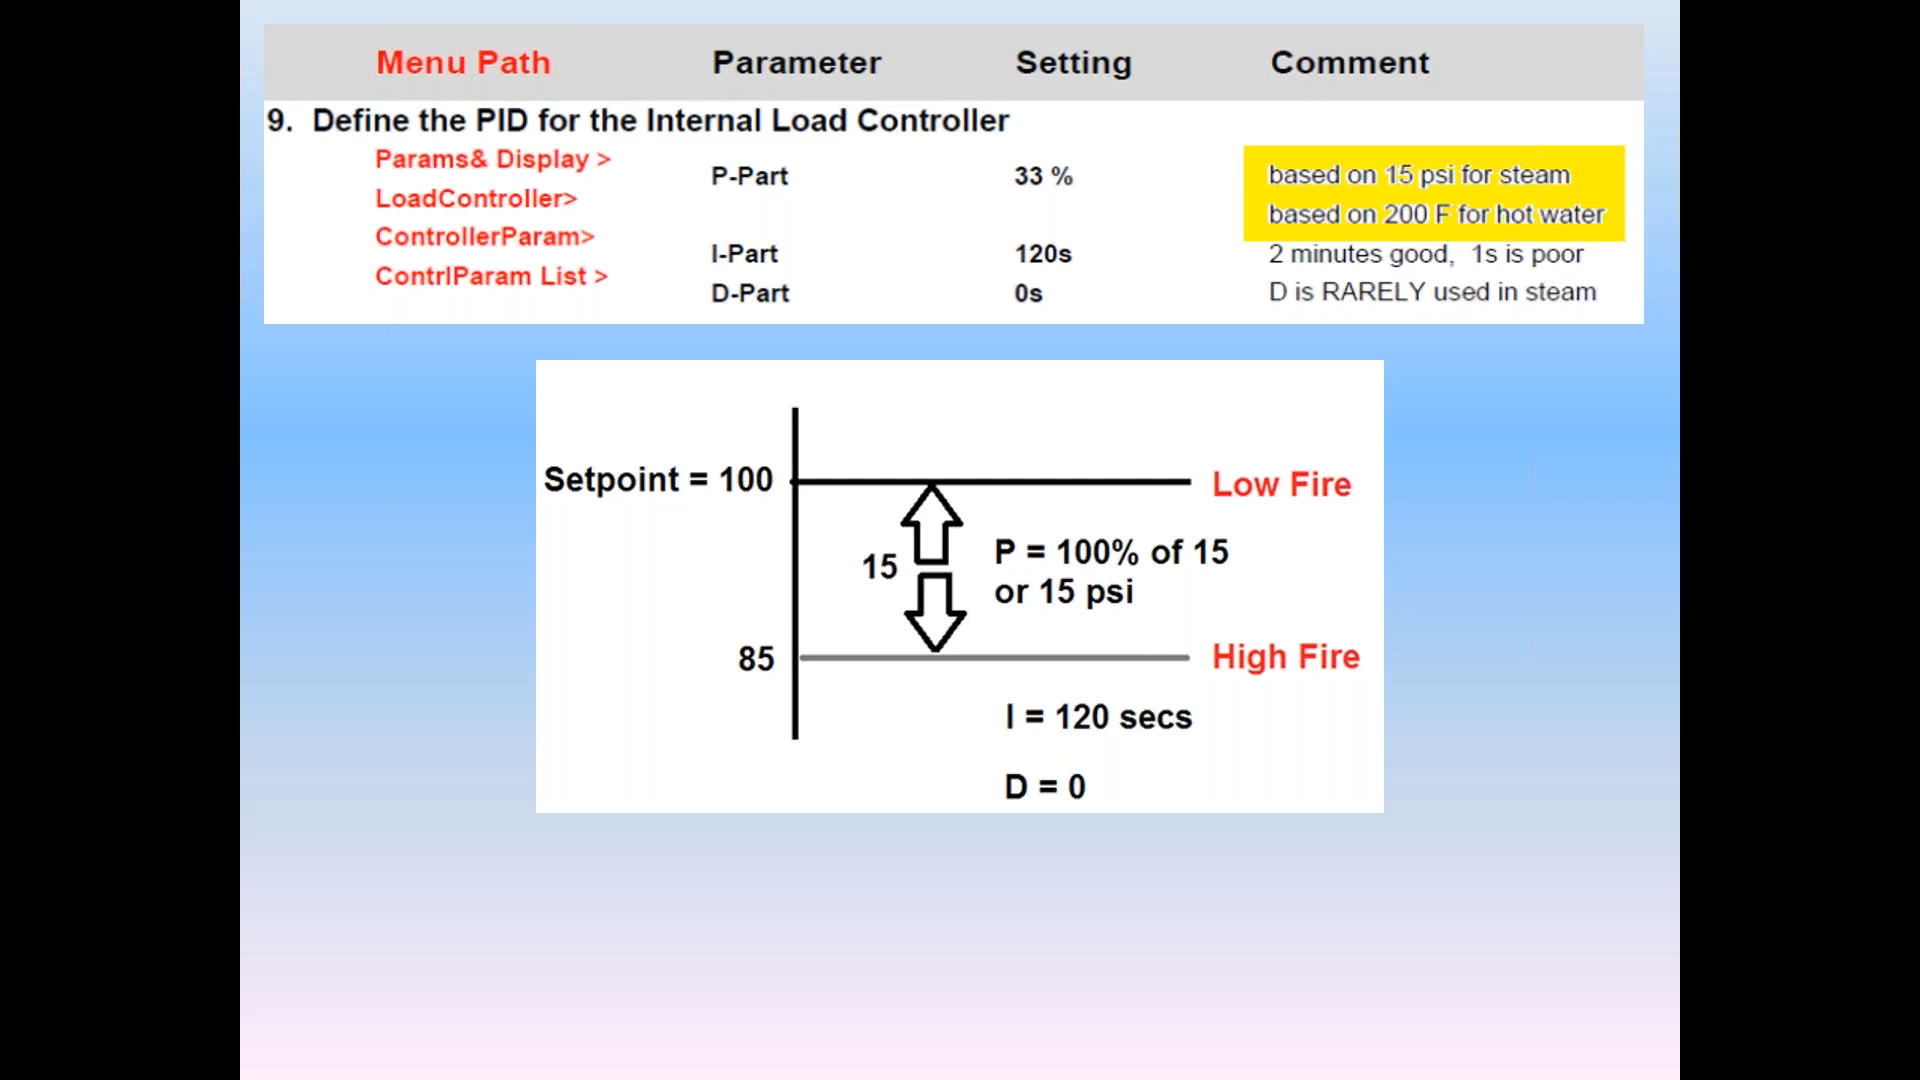 Menu Path Parameter Setting Comment
9. Define the PID for the Internal Load Controller
Params& Display >
P-Part 33 % based on 15 psi for steam
LoadController>
based on 200 F for hot water
ControllerParam>
I-Part 120s 2 minutes good, 1s is poor
ContrlParam List >
D-Part 0s D is RARELY used in steam
Setpoint = 100 Low Fire
15 P = 100% of 15
or 15 psi
85 High Fire
I = 120 secs
D = 0